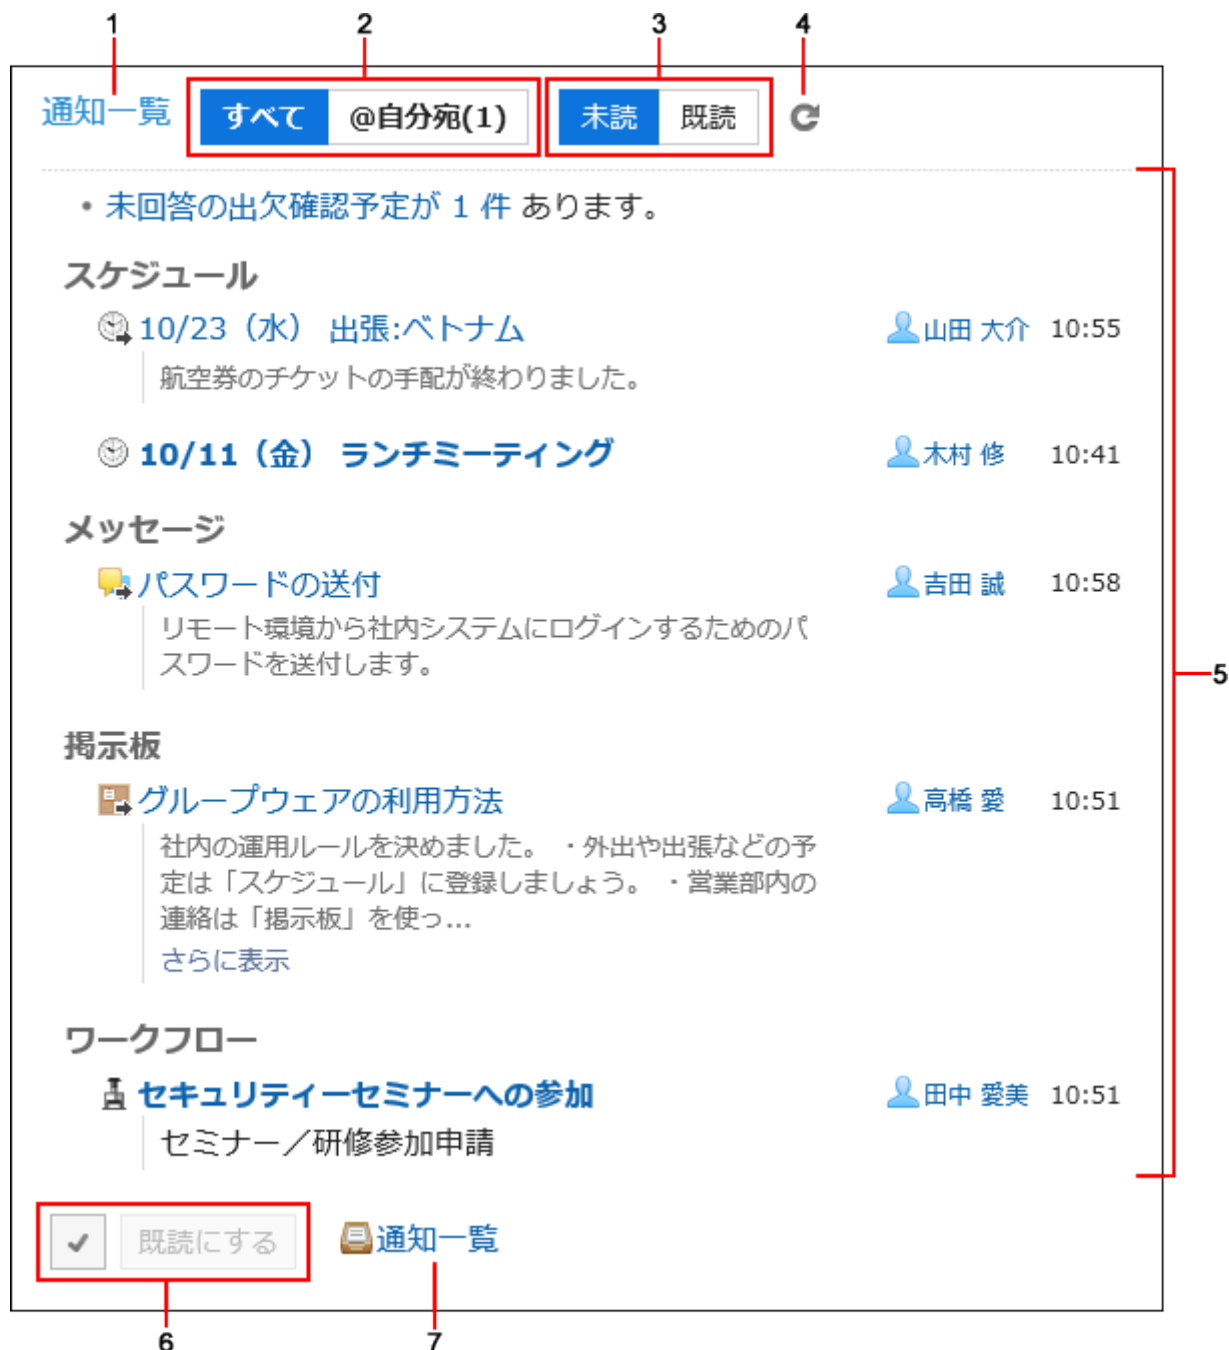 1 2 3 4
通知一覧 すべて @自分宛(1) 未読 既読
・未回答の出欠確認予定が 1 件 あります。
スケジュール
10/23（水） 出張:ベトナム 山田 大介 10:55
航空券のチケットの手配が終わりました。
10/11（金） ランチミーティング 木村 修 10:41
メッセージ
パスワードの送付 吉田 誠 10:58
リモート環境から社内システムにログインするためのパ
スワードを送付します。
5
掲示板
グループウェアの利用方法 高橋 愛 10:51
社内の運用ルールを決めました。 ・外出や出張などの予
定は「スケジュール」に登録しましょう。 ・営業部内の
連絡は「掲示板」を使っ...
さらに表示
ワークフロー
セキュリティーセミナーへの参加 田中 愛美 10:51
セミナー／研修参加申請
既読にする 通知一覧
6 7